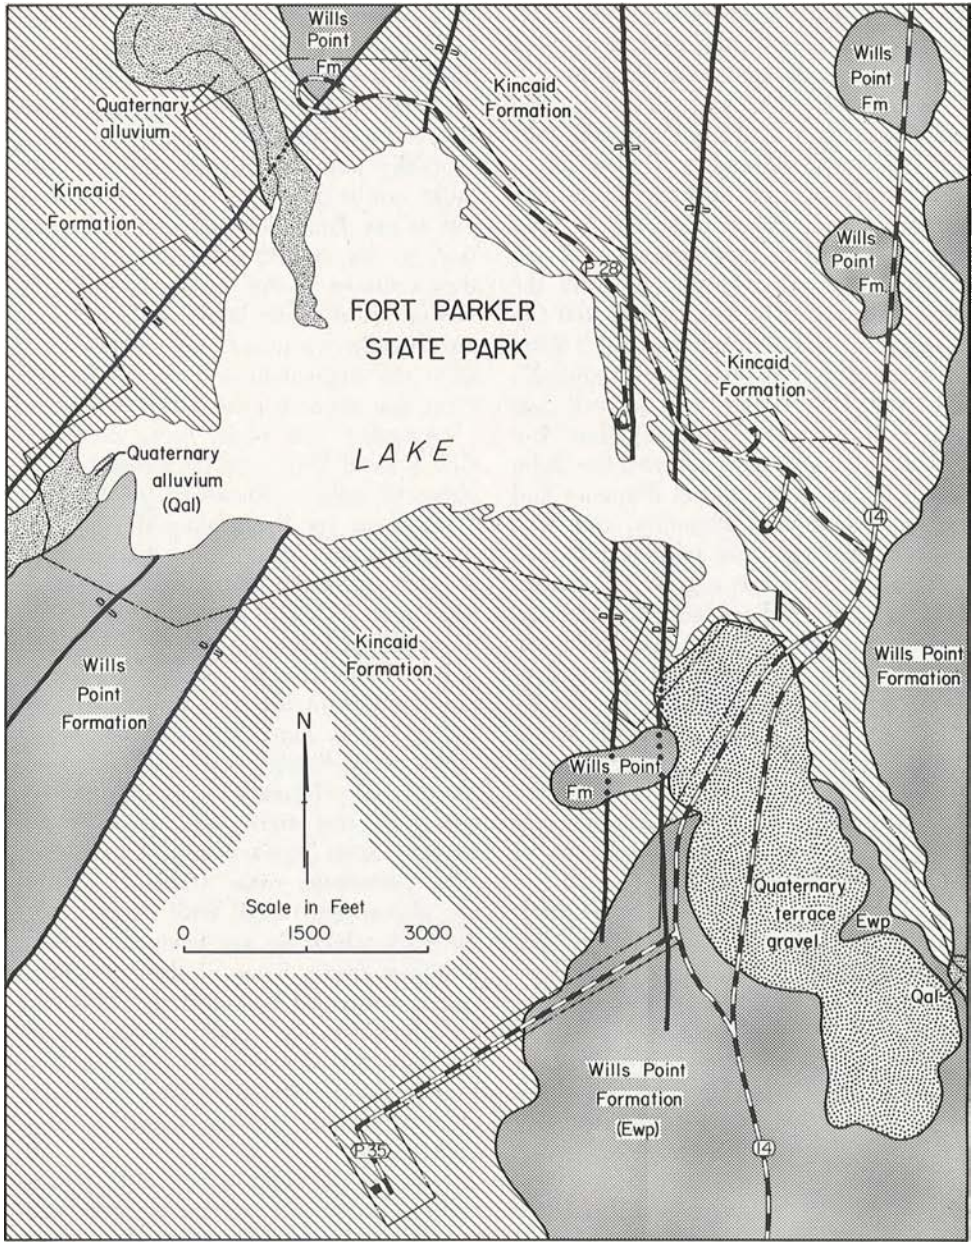 Wills
Point
Fm
Kincaid
Formation
Wills
Point
Fm
Quaternary
alluvium
Kincaid
Formation
Wills
Point
Fm.
P 28
FORT PARKER
STATE PARK
Kincaid
Formation
LAKE
Quaternary
alluvium
(Qal)
14
Kincaid
Formation
Wills Point
Formation
Wills
Point
Formation
N
Wills Point
Fm
Scale in Feet
0 1500 3000
Quaternary
terrace
gravel
Ewp
Qal
Wills Point
Formation
(Ewp)
P 35
14